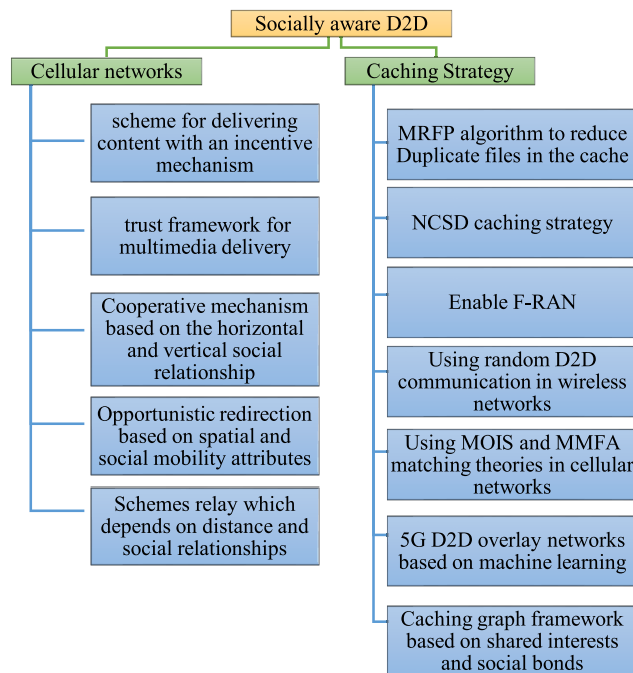 Socially aware D2D
Cellular networks
scheme for delivering
content with an incentive
mechanism
trust framework for
multimedia delivery
Cooperative mechanism
based on the horizontal
and vertical social
relationship
Opportunistic redirection
based on spatial and
social mobility attributes
Schemes relay which
depends on distance and
social relationships
Caching Strategy
MRFP algorithm to reduce
Duplicate files in the cache
NCSD caching strategy
Enable F-RAN
Using random D2D
communication in wireless
networks
Using MOIS and MMFA
matching theories in cellular
networks
5G D2D overlay networks
based on machine learning
Caching graph framework
based on shared interests
and social bonds